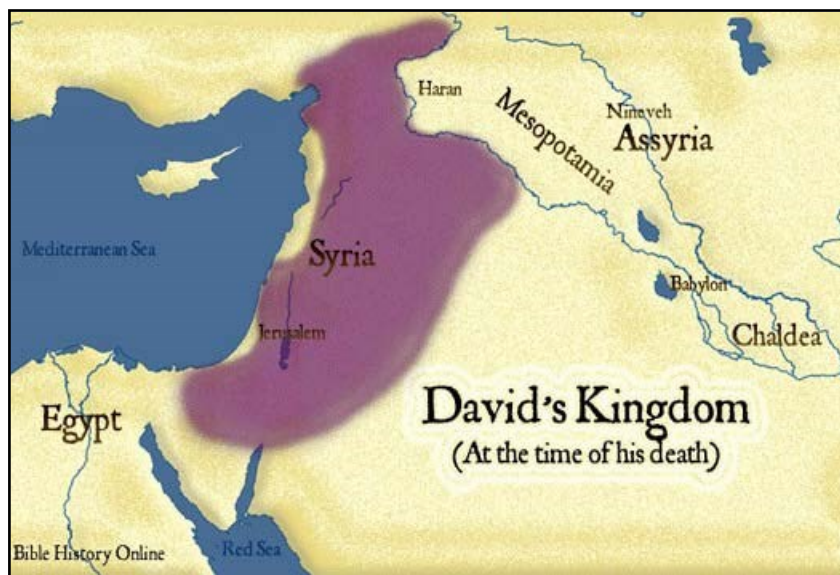 Haran
Mesopotamia
Nineveh
Assyria
Mediterranean Sea
Syria
Babylon
Jerusalem
Chaldea
Egypt
David's Kingdom
(At the time of his death)
Bible History Online
Red Sea